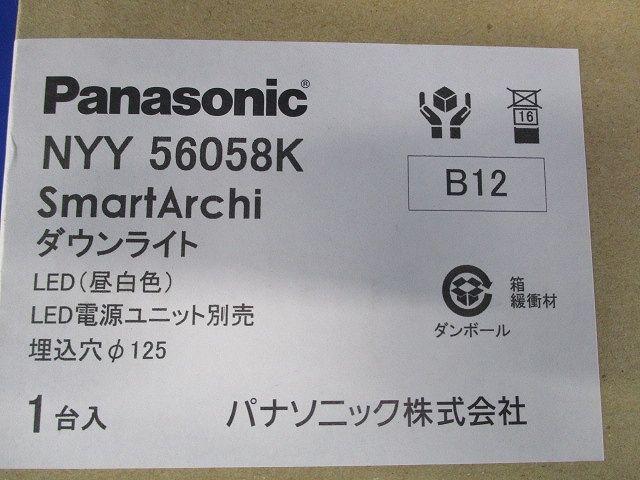 Panasonic®
NYY 56058K
SmartArchi
ダウンライト
LED(昼白色)
LED電源ユニット別売
埋込穴φ125
1台入
16
B12
箱
緩衝材
ダンボール
パナソニック株式会社